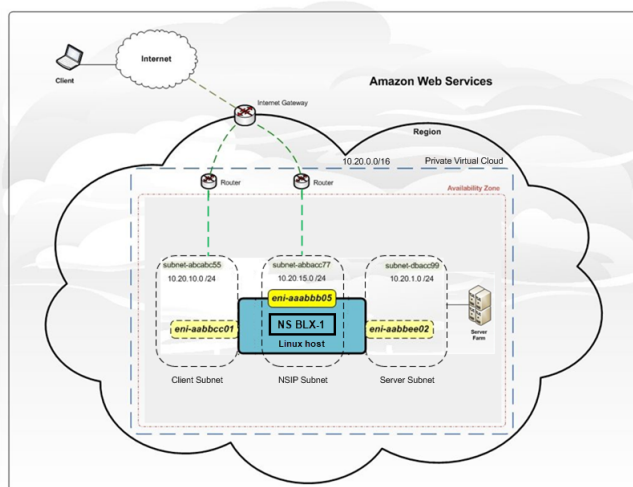 Internet
Client
Amazon Web Services
Internet Gateway
Region
10.20.0.0/16
Private Virtual Cloud
Router
Router
Availability Zone
subnet-abcabc55
10.20.10.0 /24
subnet-abbacc77
10.20.15.0 /24
subnet-dbacc99
10.20.1.0 /24
eni-aaabbb05
eni-aabbcc01
NS BLX-1
eni-aabbee02
Linux host
Server
Farm
Client Subnet
NSIP Subnet
Server Subnet